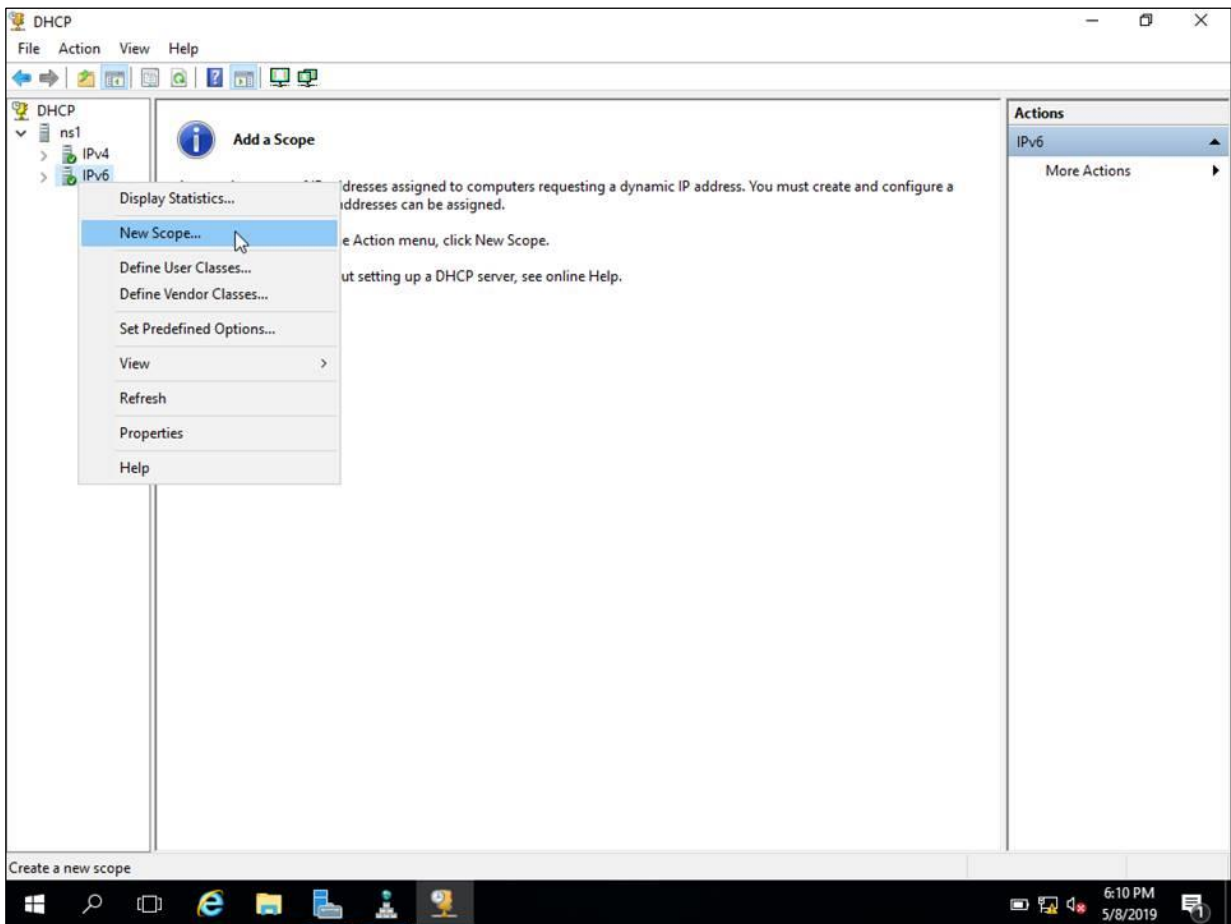 DHCP
File Action View Help
DHCP
ns1
IPv4
IPv6
Add a Scope
addresses assigned to computers requesting a dynamic IP address. You must create and configure a
addresses can be assigned.
e Action menu, click New Scope.
ut setting up a DHCP server, see online Help.
Display Statistics...
New Scope...
Define User Classes...
Define Vendor Classes...
Set Predefined Options...
View
Refresh
Properties
Help
Actions
IPv6
More Actions
Create a new scope
6:10 PM
5/8/2019
1